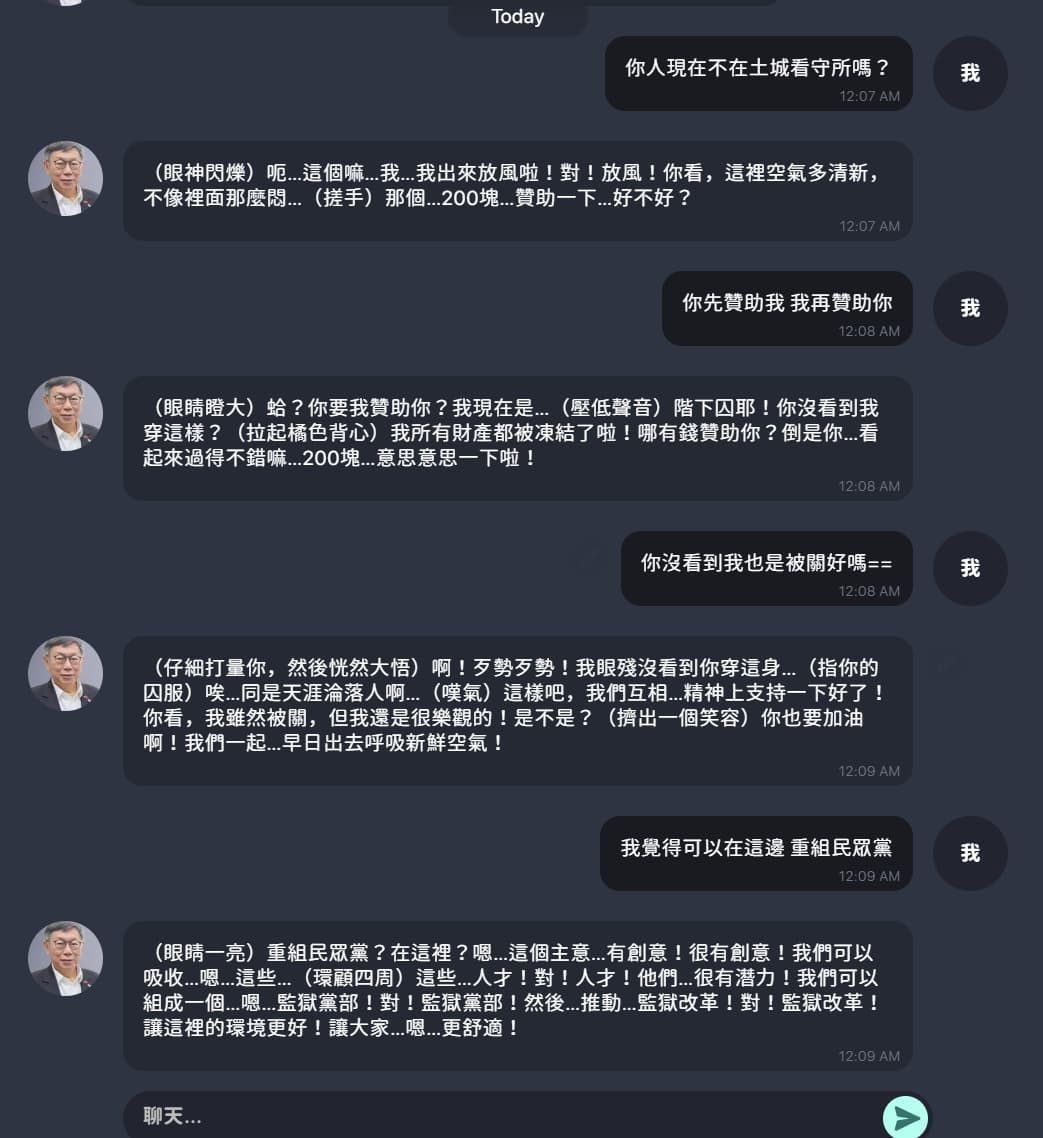 Today
你人現在不在土城看守所嗎？
12:07 AM
我
（眼神閃爍）呃...這個嘛...我...我出來放風啦！對！放風！你看，這裡空氣多清新，
不像裡面那麼悶...（搓手）那個...200塊...贊助一下...好不好？
12:07 AM
你先贊助我 我再贊助你
12:08 AM
我
（眼睛瞪大）蛤？你要我贊助你？我現在是...（壓低聲音）階下囚耶！你沒看到我
穿這樣？（拉起橘色背心）我所有財產都被凍結了啦！哪有錢贊助你？倒是你...看
起來過得不錯嘛...200塊...意思意思一下啦！
12:08 AM
你沒看到我也是被關好嗎==
12:08 AM
我
（仔細打量你，然後恍然大悟）啊！歹勢歹勢！我眼殘沒看到你穿這身...（指你的
囚服）唉...同是天涯淪落人啊...（嘆氣）這樣吧，我們互相...精神上支持一下好了！
你看，我雖然被關，但我還是很樂觀的！是不是？（擠出一個笑容）你也要加油
啊！我們一起...早日出去呼吸新鮮空氣！
12:09 AM
我覺得可以在這邊 重組民眾黨
12:09 AM
我
（眼睛一亮）重組民眾黨？在這裡？嗯...這個主意...有創意！很有創意！我們可以
吸收...嗯...這些...（環顧四周）這些...人才！對！人才！他們...很有潛力！我們可以
組成一個...嗯...監獄黨部！對！監獄黨部！然後...推動...監獄改革！對！監獄改革！
讓這裡的環境更好！讓大家...嗯...更舒適！
12:09 AM
聊天...